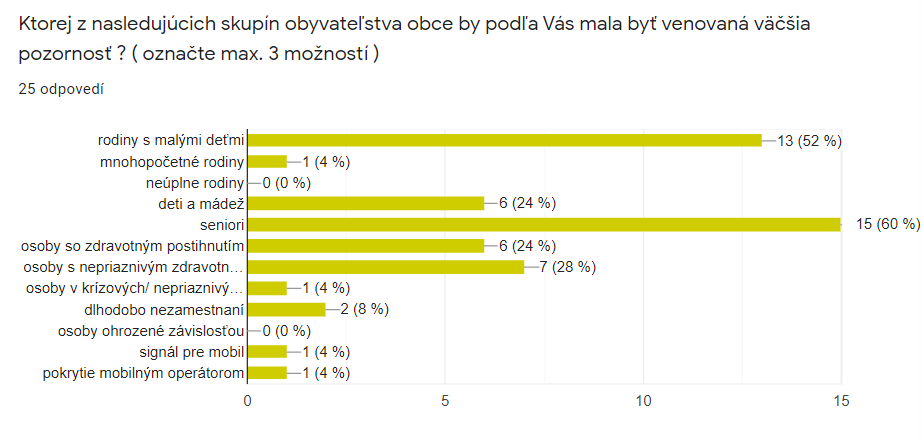 Ktorej z nasledujúcich skupín obyvateľstva obce by podľa Vás mala byť venovaná väčšia
pozornosť ? ( označte max. 3 možností )
25 odpovedí
rodiny s malými deťmi 13 (52 %)
mnohopočetné rodiny 1 (4 %)
neúplne rodiny 0 (0 %)
deti a mádež 6 (24 %)
seniori 15 (60 %)
osoby so zdravotným postihnutím 6 (24 %)
osoby s nepriaznivým zdravotn… 7 (28 %)
osoby v krízových/ nepriaznivý… 1 (4 %)
dlhodobo nezamestnaní 2 (8 %)
osoby ohrozené závislosťou 0 (0 %)
signál pre mobil 1 (4 %)
pokrytie mobilným operátorom 1 (4 %)
0 5 10 15